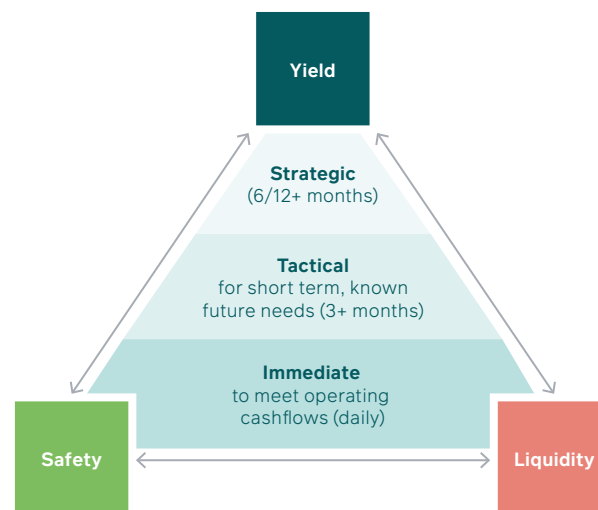 Yield
Strategic
(6/12+ months)
Tactical
for short term, known
future needs (3+ months)
Immediate
to meet operating
cashflows (daily)
Safety
Liquidity